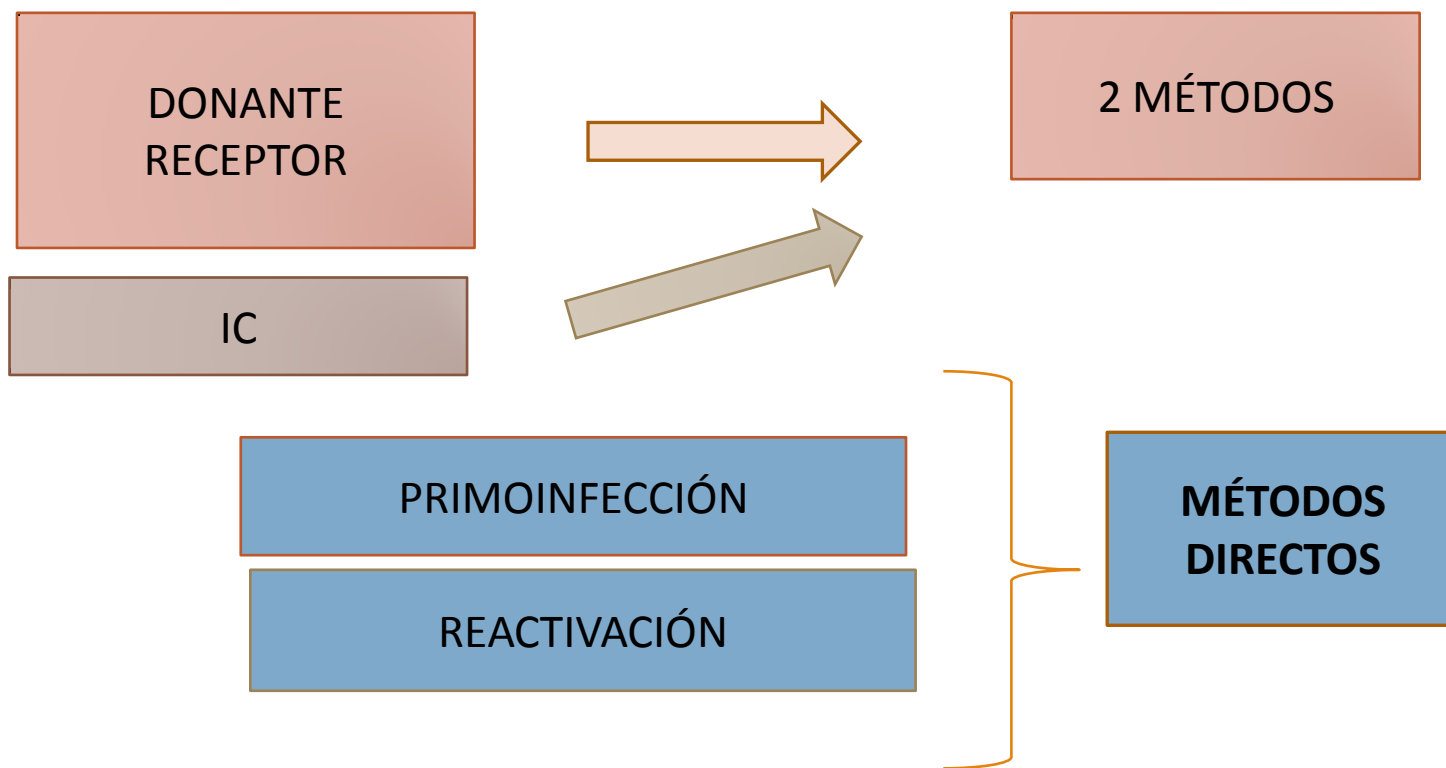 DONANTE
RECEPTOR
2 MÉTODOS
IC
PRIMOINFECCIÓN
REACTIVACIÓN
MÉTODOS
DIRECTOS